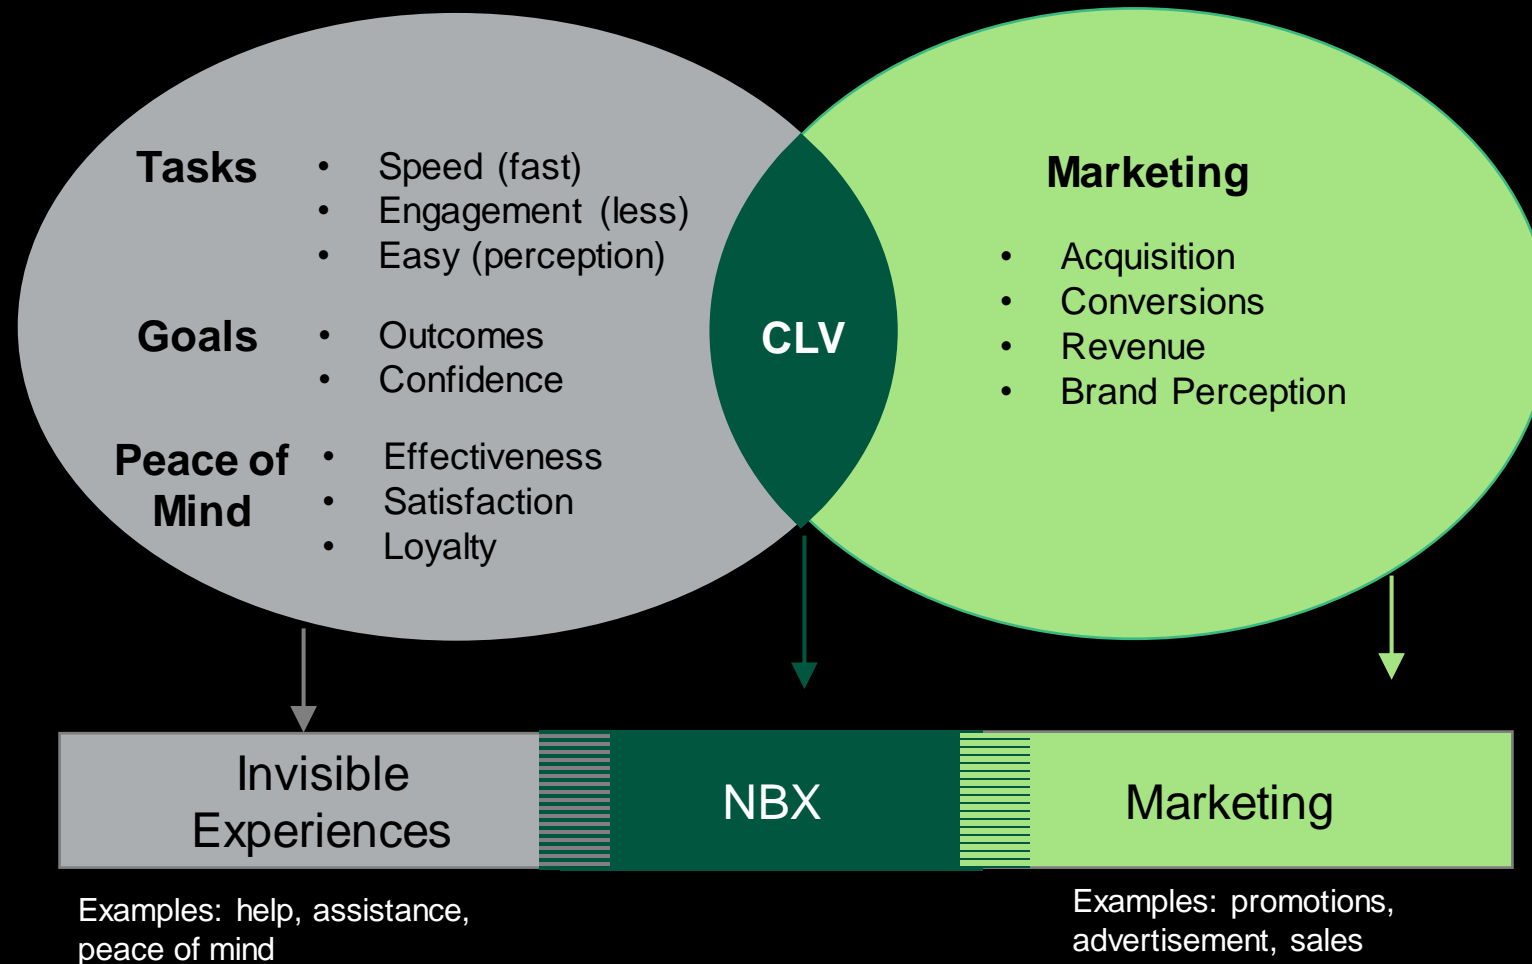 Tasks
• Speed (fast)
• Engagement (less)
• Easy (perception)
Goals
• Outcomes
• Confidence
Peace of
Mind
• Effectiveness
• Satisfaction
• Loyalty
CLV
Marketing
• Acquisition
• Conversions
• Revenue
• Brand Perception
Invisible
Experiences
NBX
Marketing
Examples: help, assistance,
peace of mind
Examples: promotions,
advertisement, sales